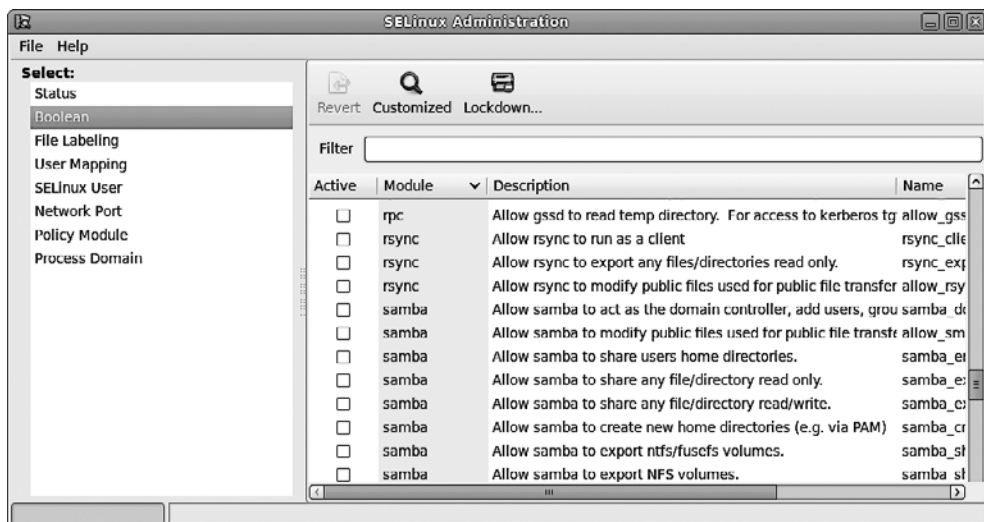 SELinux Administration
File Help
Select:
Status
Boolean
File Labeling
User Mapping
SELinux User
Network Port
Policy Module
Process Domain
Revert Customized Lockdown...
Filter
Active Module Description Name
rpc Allow gssd to read temp directory. For access to kerberos tg allow_gss
rsync Allow rsync to run as a client rsync_clie
rsync Allow rsync to export any files/directories read only. rsync_exp
rsync Allow rsync to modify public files used for public file transfer allow_rsy
samba Allow samba to act as the domain controller, add users, grou samba_do
samba Allow samba to modify public files used for public file transfe allow_sm
samba Allow samba to share users home directories. samba_en
samba Allow samba to share any file/directory read only. samba_ex
samba Allow samba to share any file/directory read/write. samba_ex
samba Allow samba to create new home directories (e.g. via PAM) samba_cr
samba Allow samba to export ntfs/fusefs volumes. samba_sh
samba Allow samba to export NFS volumes. samba_sh